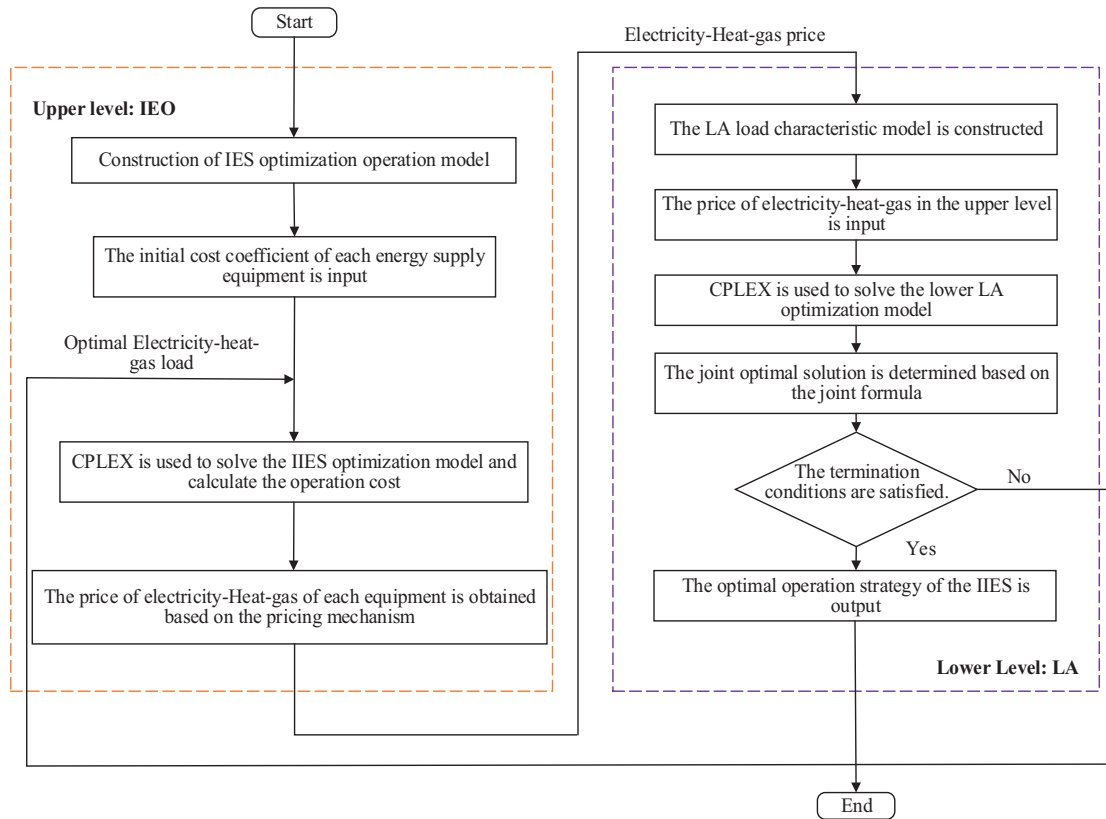 Start
Upper level: IEO
Construction of IES optimization operation model
The initial cost coefficient of each energy supply
equipment is input
Optimal Electricity-heat-
gas load
CPLEX is used to solve the IIES optimization model and
calculate the operation cost
The price of electricity-Heat-gas of each equipment is obtained
based on the pricing mechanism
Electricity-Heat-gas price
The LA load characteristic model is constructed
The price of electricity-heat-gas in the upper level
is input
CPLEX is used to solve the lower LA
optimization model
The joint optimal solution is determined based on
the joint formula
The termination
conditions are satisfied.
No
Yes
The optimal operation strategy of the IIES is
output
Lower Level: LA
End